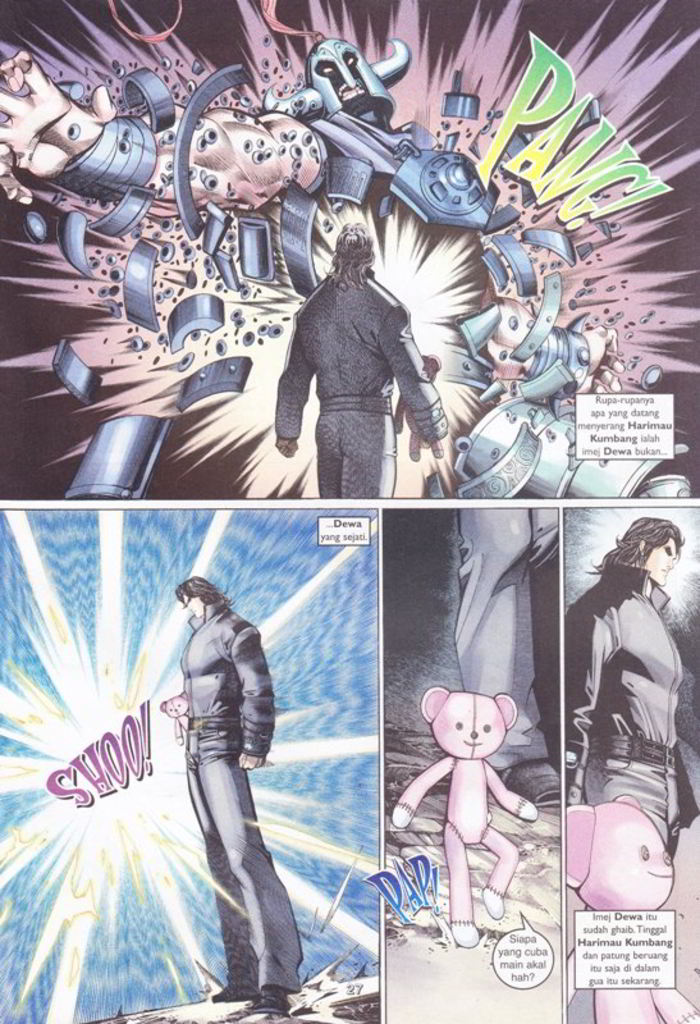 PANG!
Rupa-rupanya
apa yang datang
menyerang Harimau
Kumbang ialah
imej Dewa bukan...
...Dewa
yang sejati.
SHOO!
PAP!
Siapa
yang cuba
main akal
hah?
Imej Dewa itu
sudah ghaib. Tinggal
Harimau Kumbang
dan patung beruang
itu saja di dalam
gua itu sekarang.
27